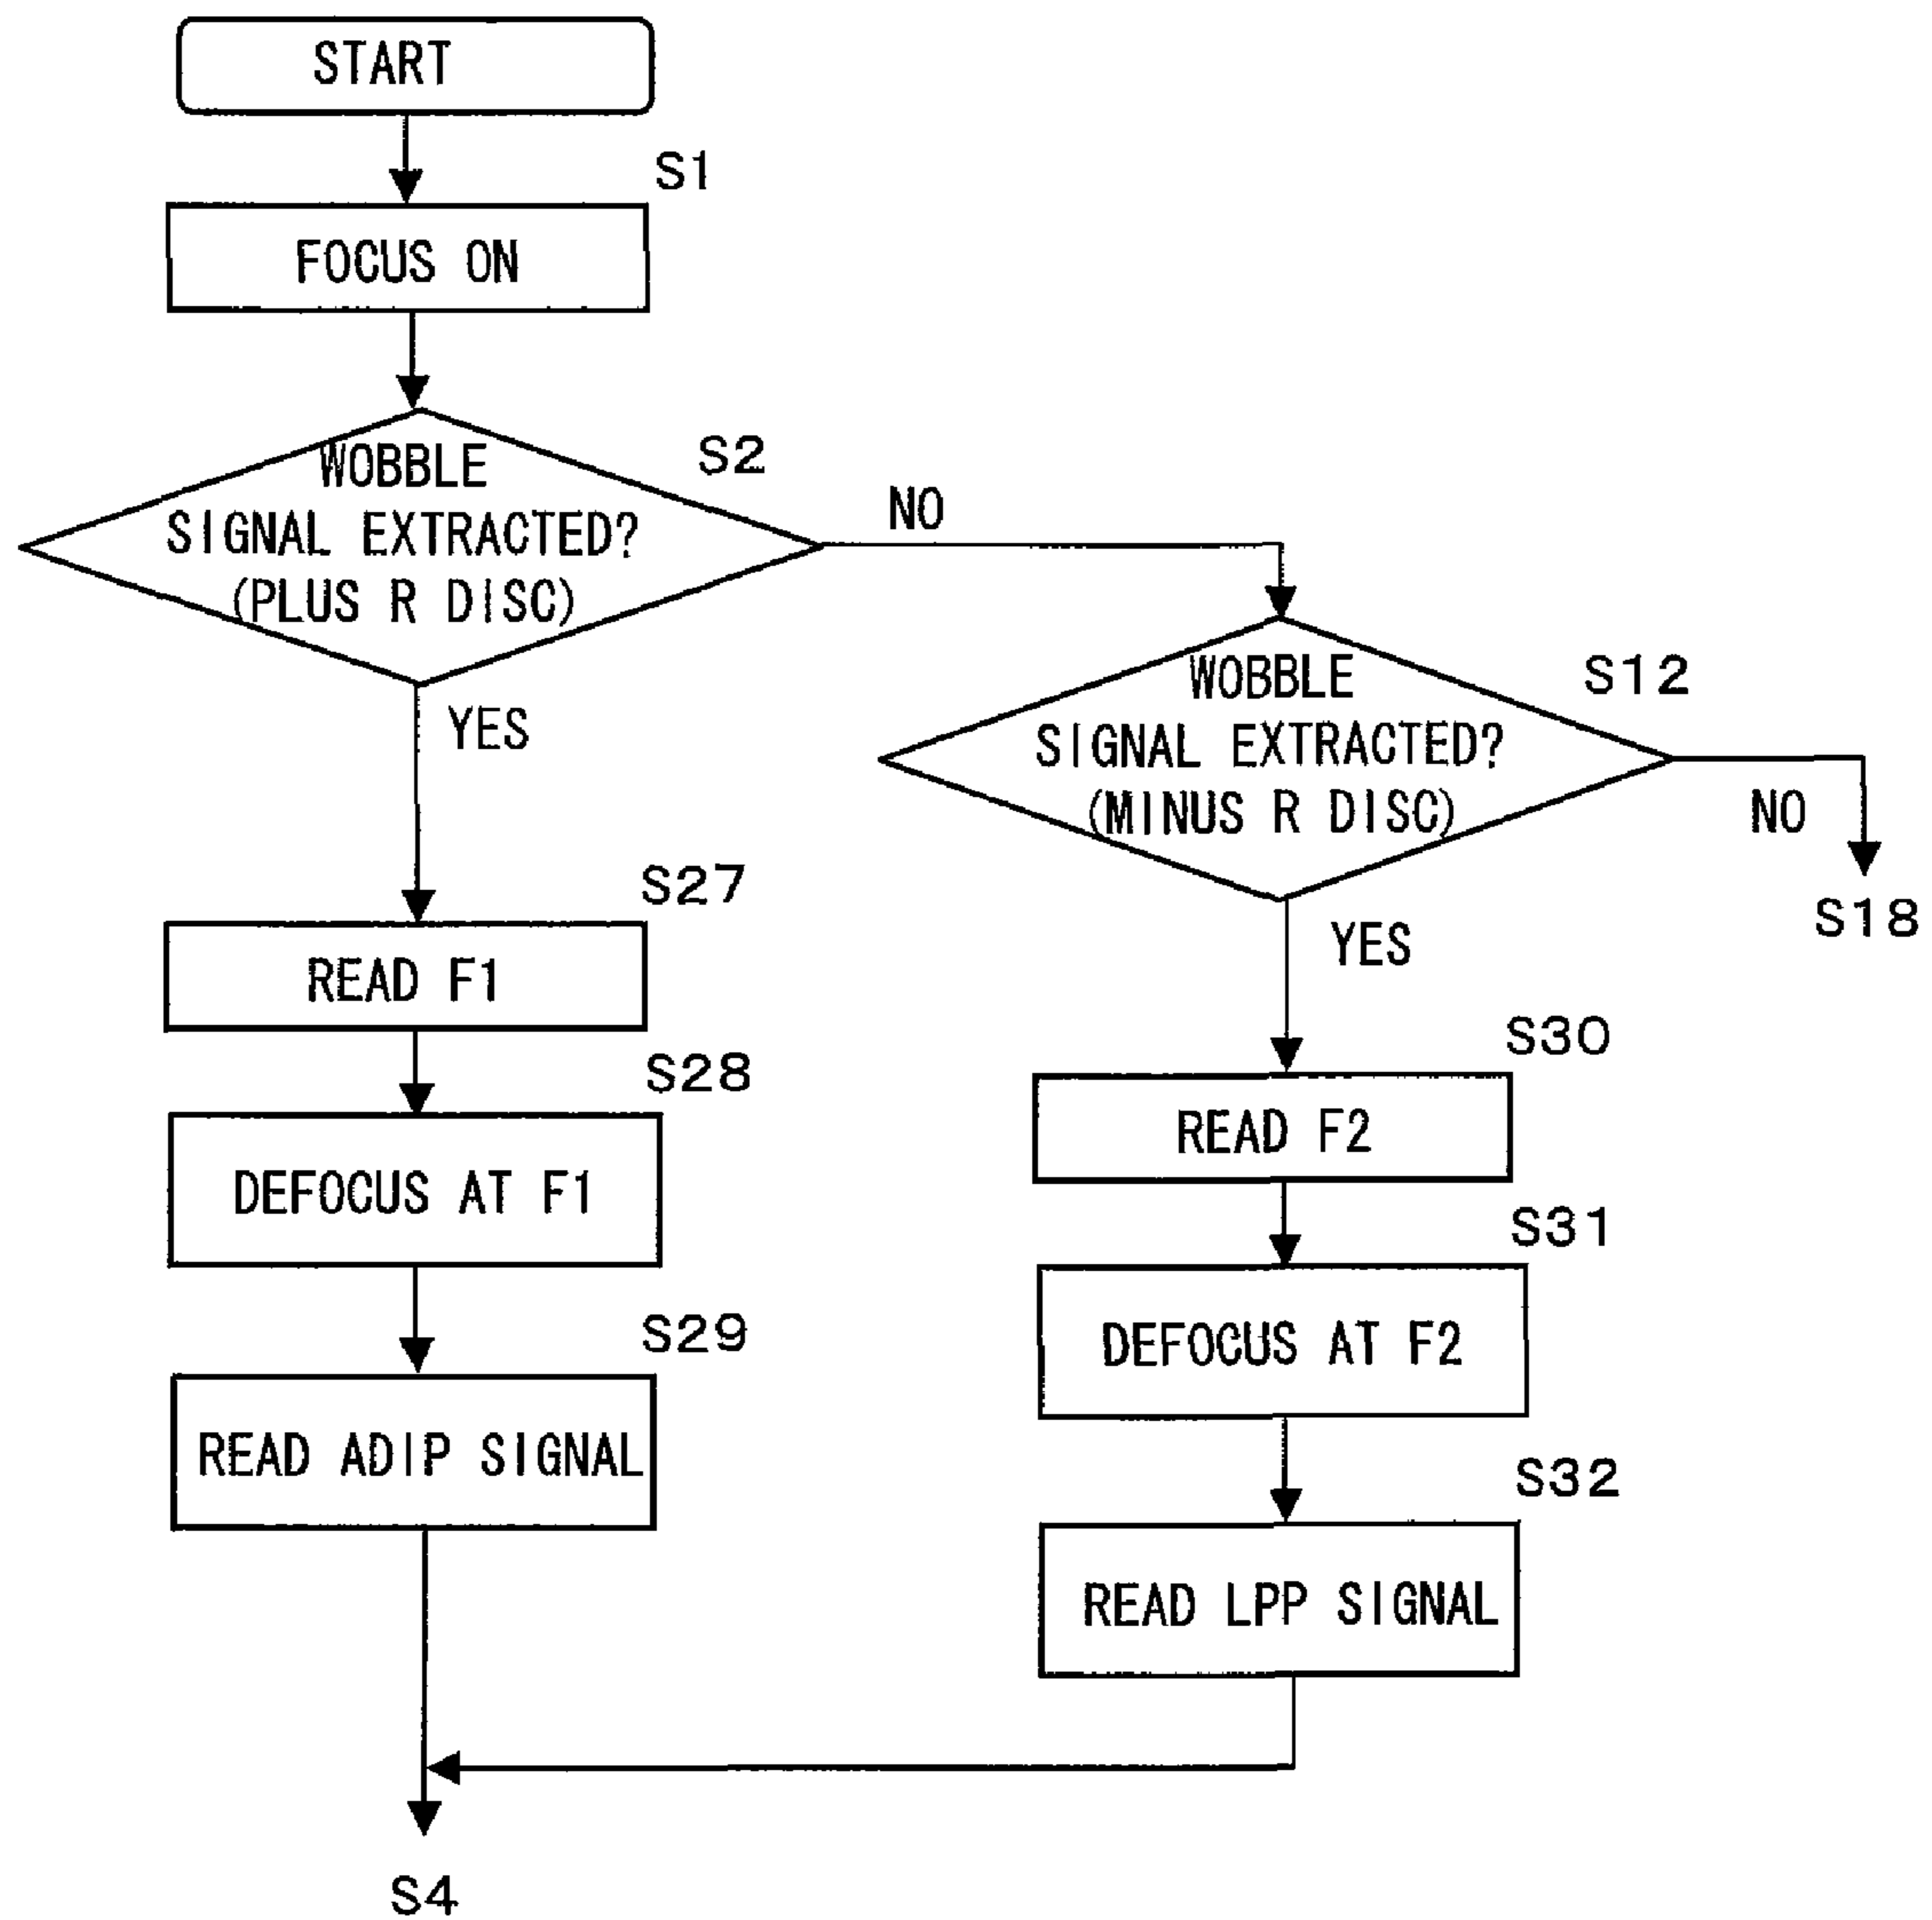 START
S1
FOCUS ON
S2
WOBBLE
SIGNAL EXTRACTED?
(PLUS R DISC)
NO
YES
S12
WOBBLE
SIGNAL EXTRACTED?
(MINUS R DISC)
NO
S18
YES
S27
READ F1
S28
DEFOCUS AT F1
S29
READ ADIP SIGNAL
S30
READ F2
S31
DEFOCUS AT F2
S32
READ LPP SIGNAL
S4